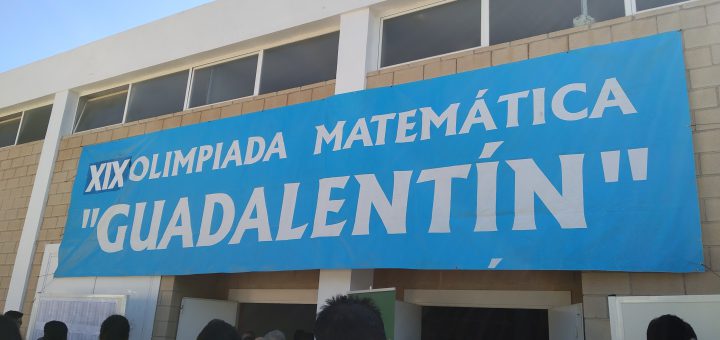 XIX OLIMPIADA MATEMÁTICA
"GUADALENTÍN"